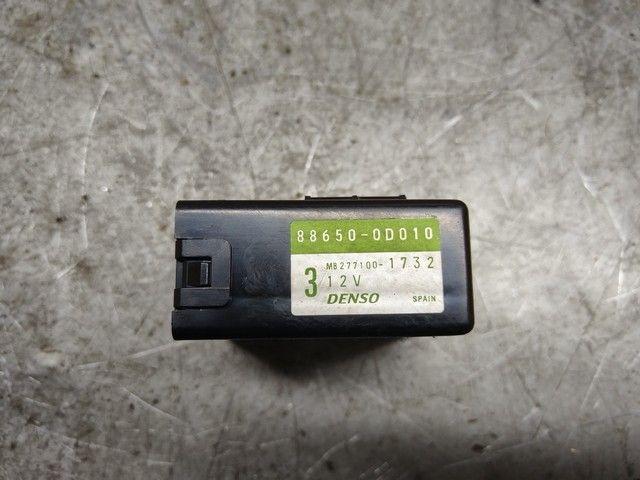 88650-0D010
MB277100-1732
3 12V
DENSO SPAIN